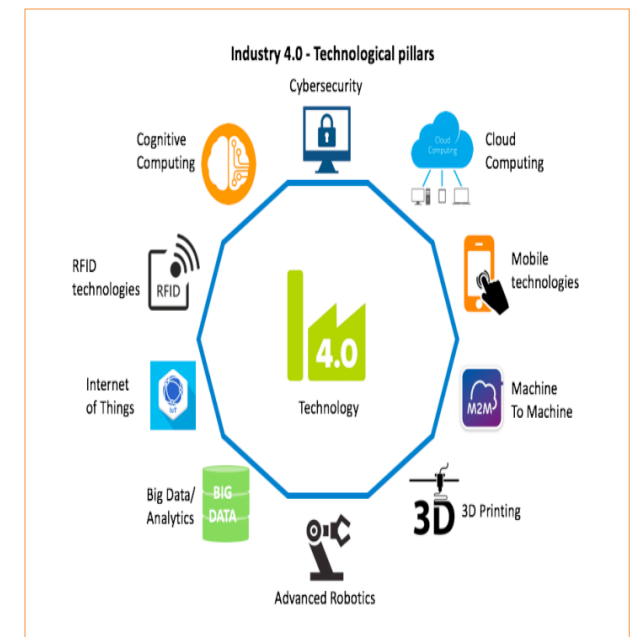 Industry 4.0 - Technological pillars
Cybersecurity
Cloud
Computing
Cloud
Computing
Mobile
technologies
Machine
To Machine
M2M
3D Printing
3D
Advanced Robotics
Big Data/
Analytics
BIG
DATA
Internet
of Things
IoT
RFID
technologies
RFID
Cognitive
Computing
4.0
Technology